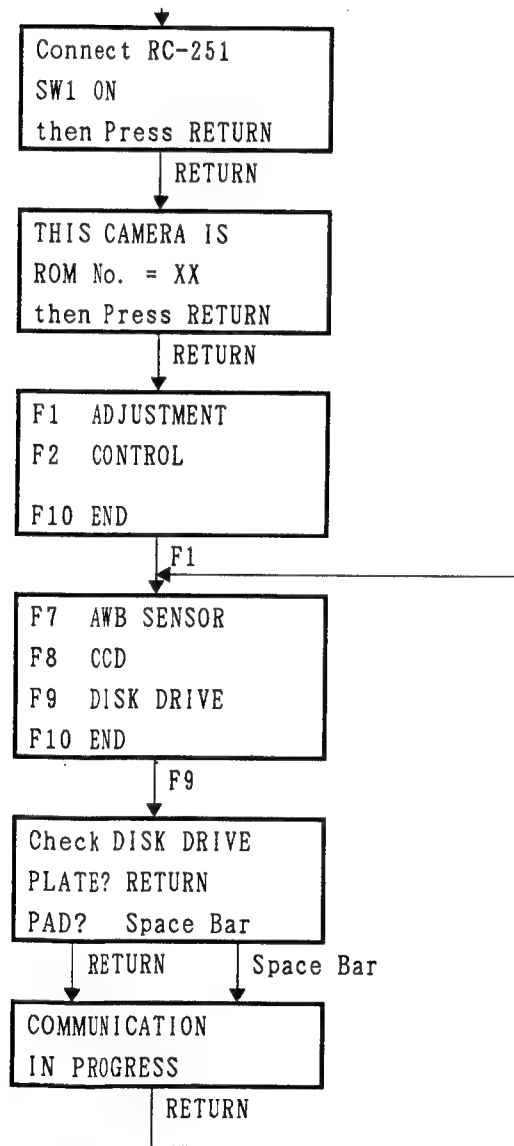 Connect RC-251
SW1 ON
then Press RETURN
RETURN
THIS CAMERA IS
ROM No. = XX
then Press RETURN
RETURN
F1 ADJUSTMENT
F2 CONTROL
F10 END
F1
F7 AWB SENSOR
F8 CCD
F9 DISK DRIVE
F10 END
F9
Check DISK DRIVE
PLATE? RETURN
PAD? Space Bar
RETURN Space Bar
COMMUNICATION
IN PROGRESS
RETURN